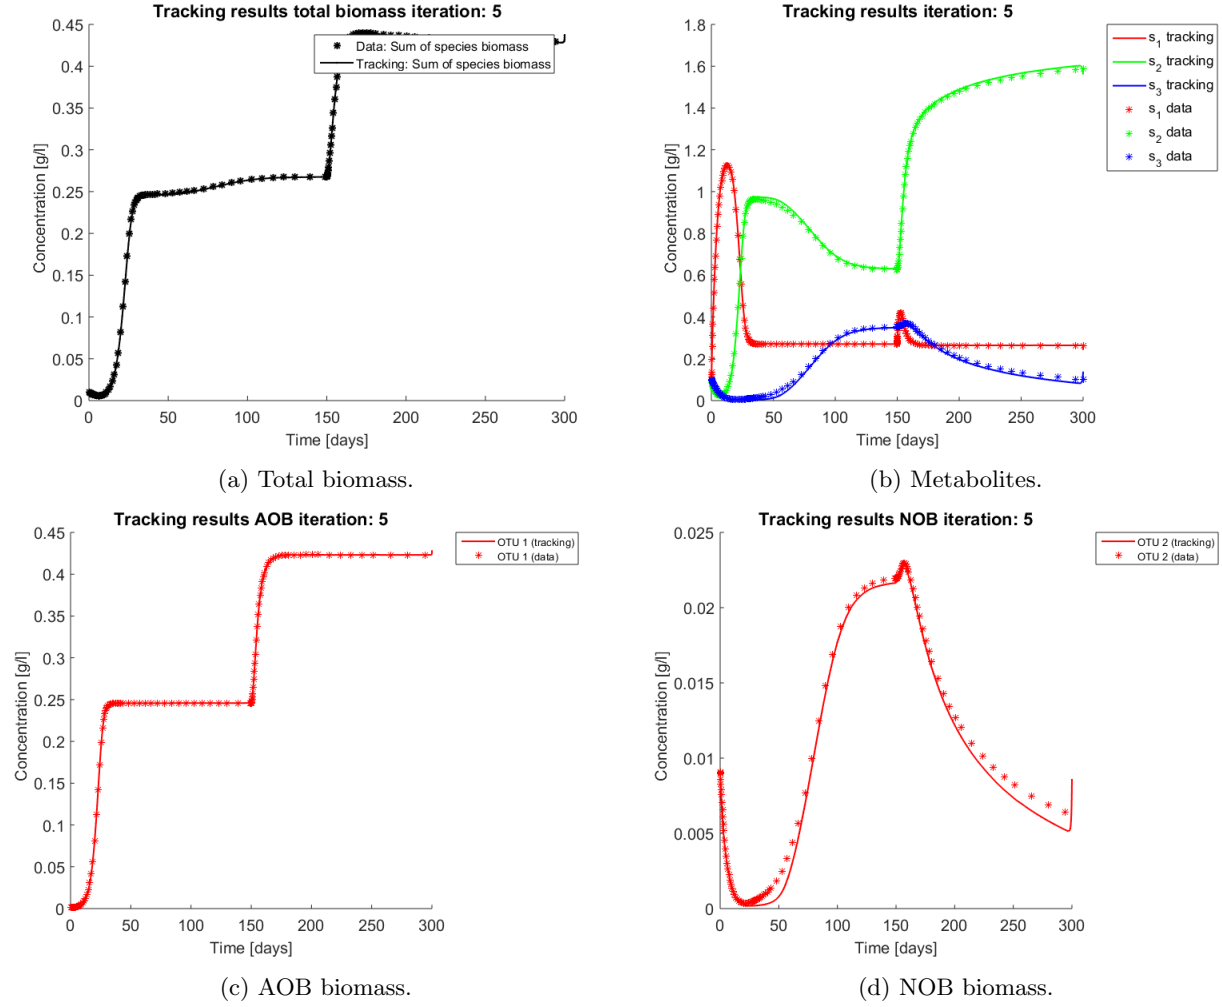 Tracking results total biomass iteration: 5
Concentration [g/l]
0.45
0.4
0.35
0.3
0.25
0.2
0.15
0.1
0.05
0
0 50 100 150 200 250 300
Time [days]
Data: Sum of species biomass
Tracking: Sum of species biomass
(a) Total biomass.
Tracking results iteration: 5
Concentration [g/l]
1.8
1.6
1.4
1.2
1
0.8
0.6
0.4
0.2
0
0 50 100 150 200 250 300
Time [days]
s1 tracking
s2 tracking
s3 tracking
s1 data
s2 data
s3 data
(b) Metabolites.
Tracking results AOB iteration: 5
Concentration [g/l]
0.45
0.4
0.35
0.3
0.25
0.2
0.15
0.1
0.05
0
0 50 100 150 200 250 300
Time [days]
OTU 1 (tracking)
OTU 1 (data)
(c) AOB biomass.
Tracking results NOB iteration: 5
Concentration [g/l]
0.025
0.02
0.015
0.01
0.005
0
0 50 100 150 200 250 300
Time [days]
OTU 2 (tracking)
OTU 2 (data)
(d) NOB biomass.